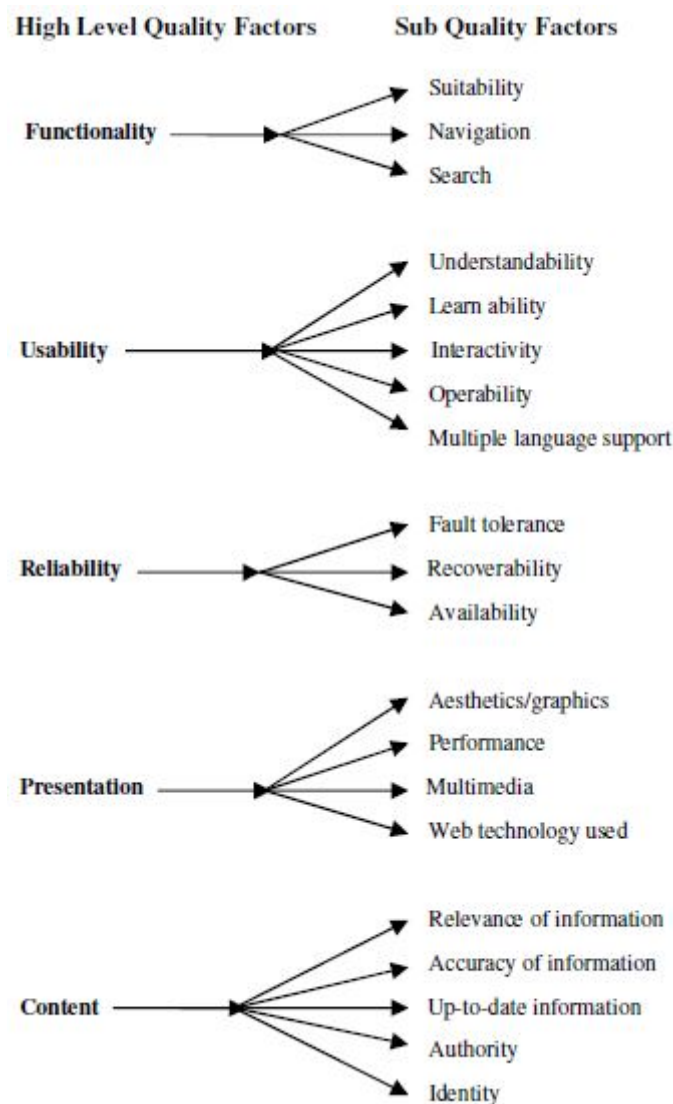 High Level Quality Factors
Sub Quality Factors
Functionality
Suitability
Navigation
Search
Usability
Understandability
Learn ability
Interactivity
Operability
Multiple language support
Reliability
Fault tolerance
Recoverability
Availability
Presentation
Aesthetics/graphics
Performance
Multimedia
Web technology used
Content
Relevance of information
Accuracy of information
Up-to-date information
Authority
Identity